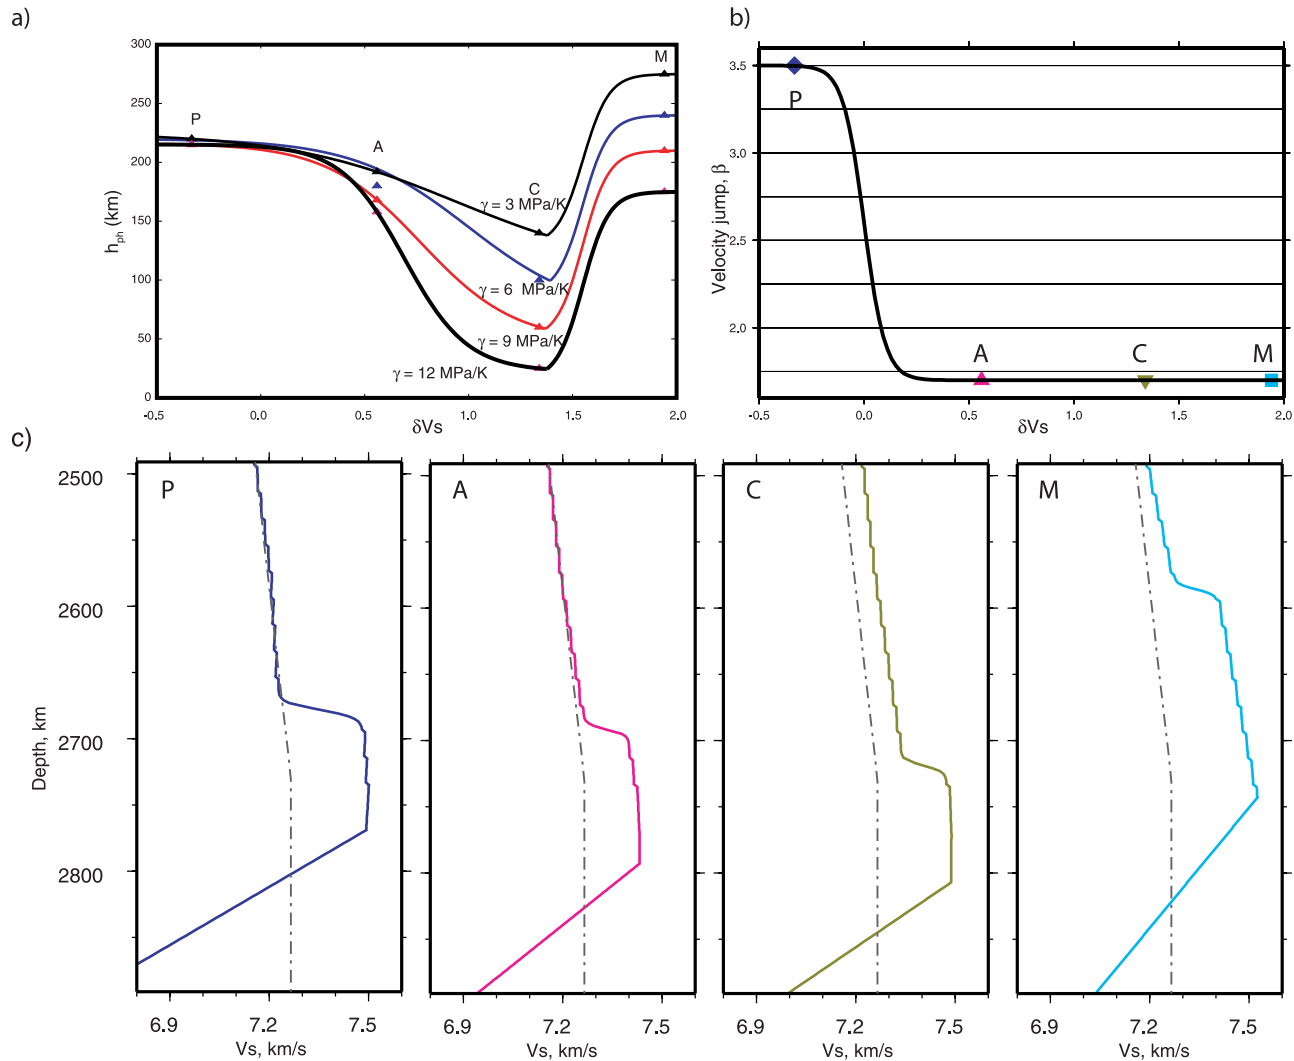 a)
300
250
200
150
100
50
0
h_ph (km)
P
A
C
M
γ = 3 MPa/K
γ = 6 MPa/K
γ = 9 MPa/K
γ = 12 MPa/K
-0.5 0.0 0.5 1.0 1.5 2.0
δVs
b)
3.5
3.0
2.5
2.0
Velocity jump, β
P
A
C
M
-0.5 0.0 0.5 1.0 1.5 2.0
δVs
c)
2500
2600
2700
2800
Depth, km
P
A
C
M
6.9 7.2 7.5
Vs, km/s
6.9 7.2 7.5
Vs, km/s
6.9 7.2 7.5
Vs, km/s
6.9 7.2 7.5
Vs, km/s